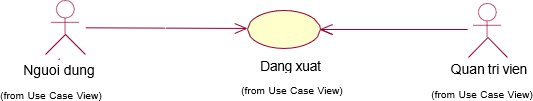 Nguoi dung
(from Use Case View)
Dang xuat
(from Use Case View)
Quan tri vien
(from Use Case View)